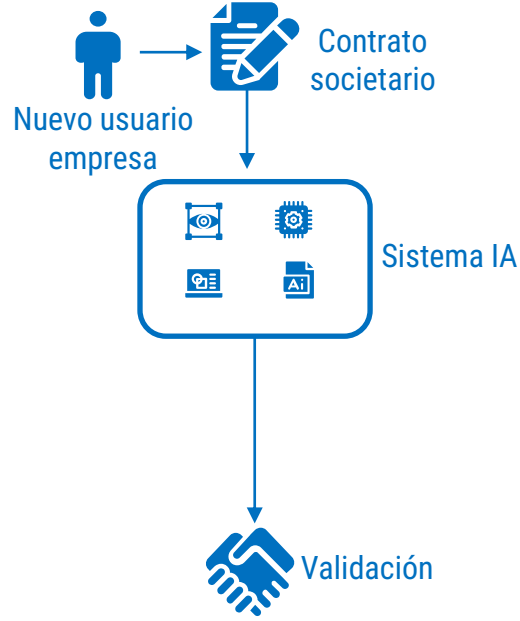 Contrato
societario
Nuevo usuario
empresa
Sistema IA
Ai
Validación